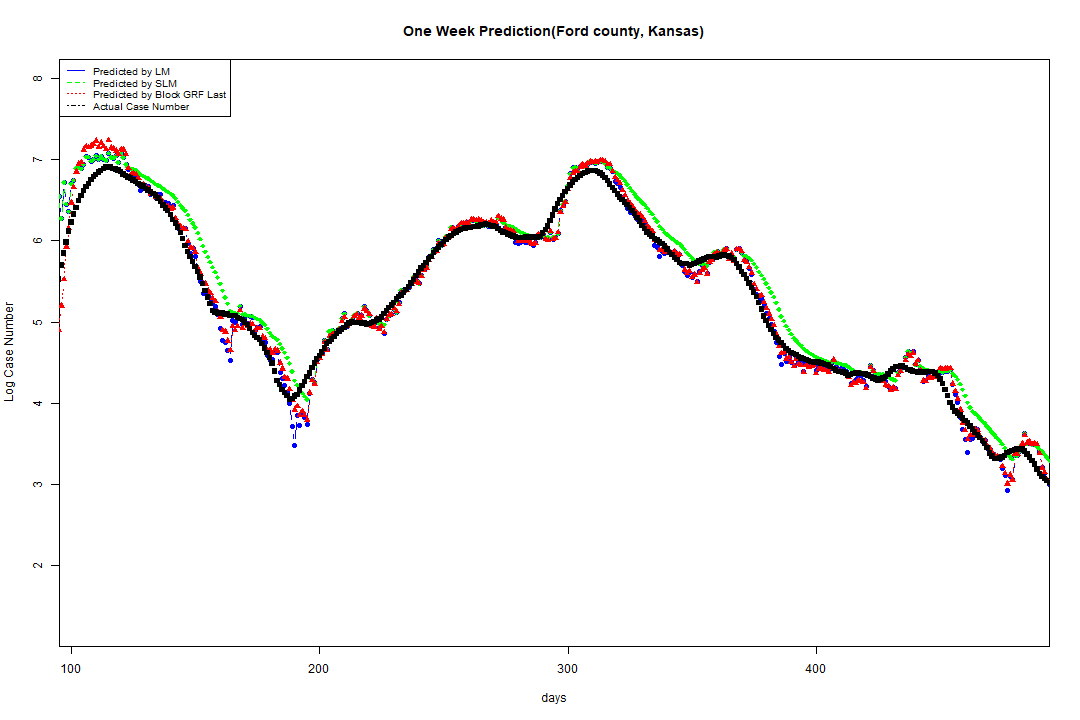 One Week Prediction(Ford county, Kansas)
Predicted by LM
Predicted by SLM
Predicted by Block GRF Last
Actual Case Number
8
7
6
5
4
3
2
Log Case Number
100 200 300 400
days